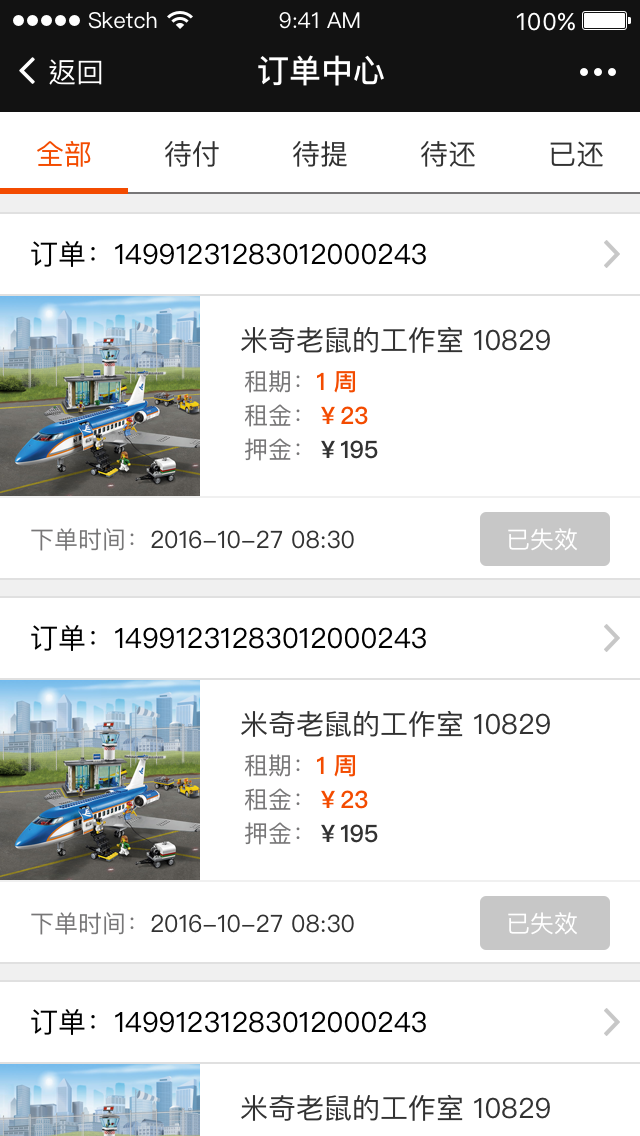 Sketch 9:41 AM 100%
返回 订单中心
全部 待付 待提 待还 已还
订单：14991231283012000243
米奇老鼠的工作室 10829
租期：1 周
租金：￥23
押金：￥195
下单时间：2016-10-27 08:30 已失效
订单：14991231283012000243
米奇老鼠的工作室 10829
租期：1 周
租金：￥23
押金：￥195
下单时间：2016-10-27 08:30 已失效
订单：14991231283012000243
米奇老鼠的工作室 10829